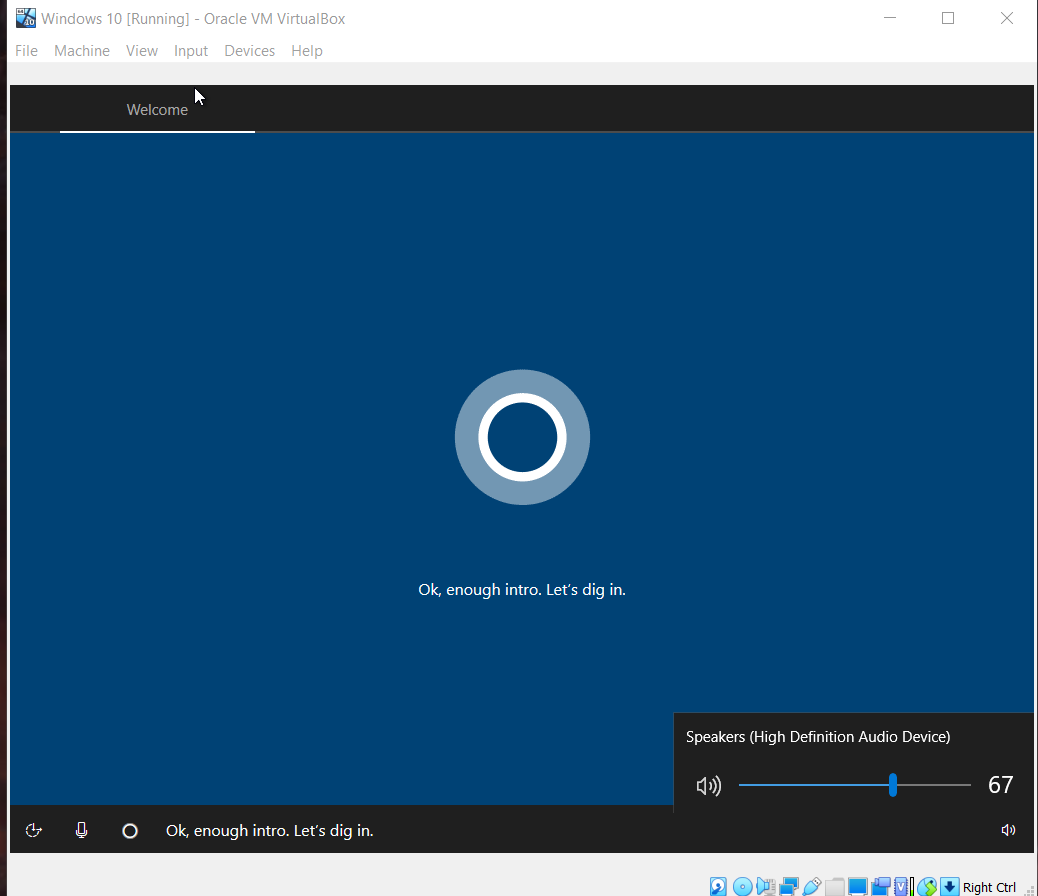 Windows 10 [Running] - Oracle VM VirtualBox
File Machine View Input Devices Help
Welcome
Ok, enough intro. Let's dig in.
Speakers (High Definition Audio Device)
67
Ok, enough intro. Let's dig in.
Right Ctrl